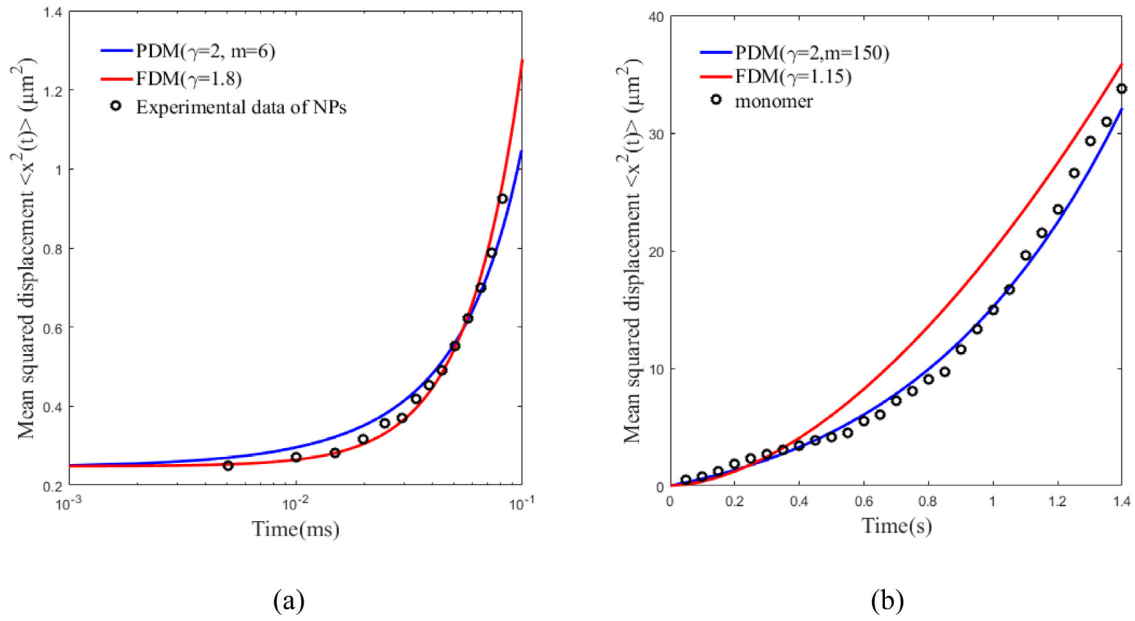 1.4
1.2
1
0.8
0.6
0.4
0.2
Mean squared displacement <x²(t)> (μm²)
PDM(γ=2, m=6)
FDM(γ=1.8)
Experimental data of NPs
10⁻³
10⁻²
10⁻¹
Time(ms)
(a)
40
30
20
10
0
Mean squared displacement <x²(t)> (μm²)
PDM(γ=2,m=150)
FDM(γ=1.15)
monomer
0
0.2
0.4
0.6
0.8
1
1.2
1.4
Time(s)
(b)